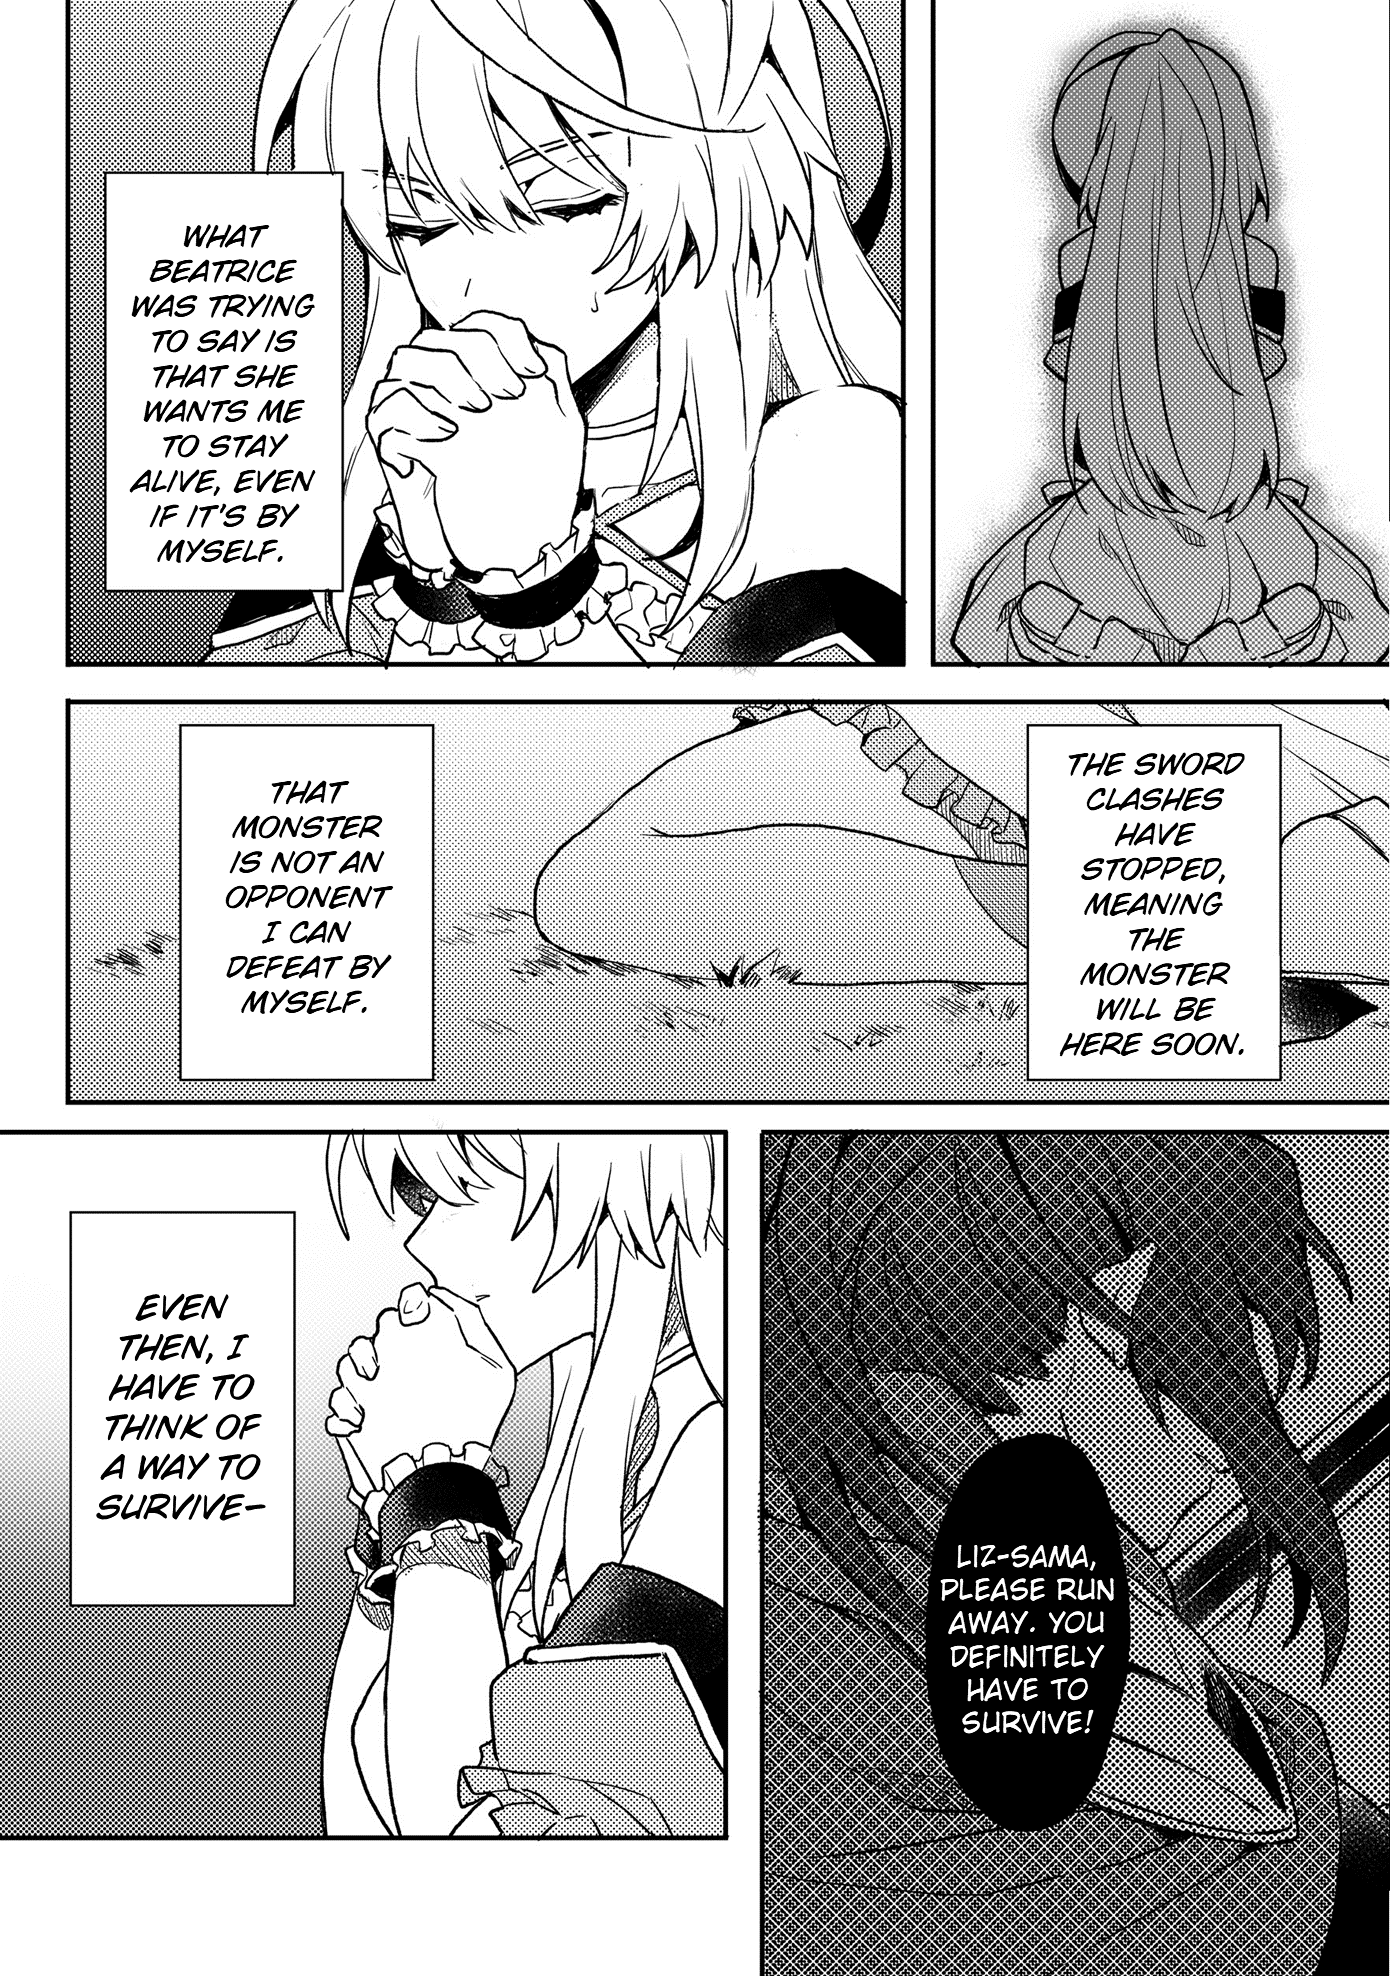 WHAT
BEATRICE
WAS TRYING
TO SAY IS
THAT SHE
WANTS ME
TO STAY
ALIVE, EVEN
IF IT'S BY
MYSELF.
THE SWORD
CLASHES
HAVE
STOPPED,
MEANING
THE
MONSTER
WILL BE
HERE SOON.
THAT
MONSTER
IS NOT AN
OPPONENT
I CAN
DEFEAT BY
MYSELF.
LIZ-SAMA,
PLEASE RUN
AWAY. YOU
DEFINITELY
HAVE TO
SURVIVE!
EVEN
THEN, I
HAVE TO
THINK OF
A WAY TO
SURVIVE-